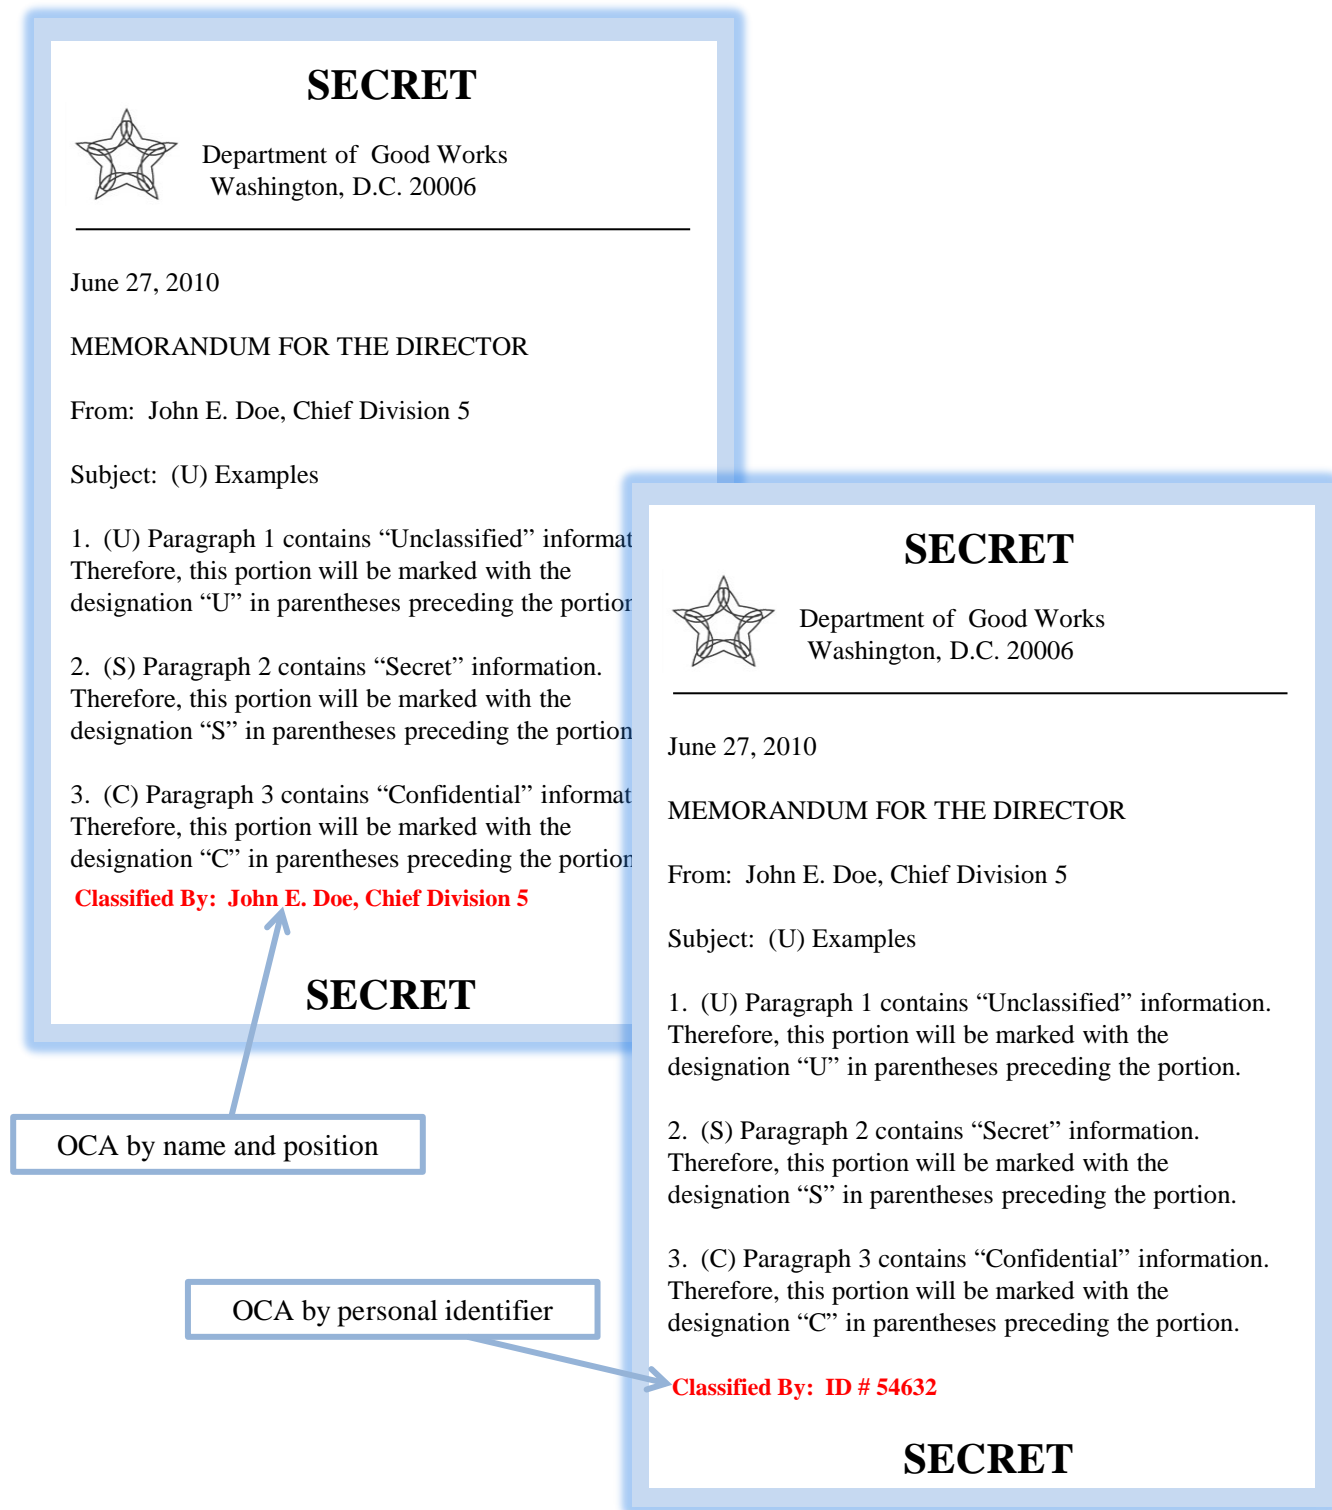 SECRET
Department of Good Works
Washington, D.C. 20006
June 27, 2010
MEMORANDUM FOR THE DIRECTOR
From: John E. Doe, Chief Division 5
Subject: (U) Examples
1. (U) Paragraph 1 contains “Unclassified” informat
Therefore, this portion will be marked with the
designation “U” in parentheses preceding the portion
2. (S) Paragraph 2 contains “Secret” information.
Therefore, this portion will be marked with the
designation “S” in parentheses preceding the portion
3. (C) Paragraph 3 contains “Confidential” informat
Therefore, this portion will be marked with the
designation “C” in parentheses preceding the portion
Classified By: John E. Doe, Chief Division 5
SECRET
OCA by name and position
SECRET
Department of Good Works
Washington, D.C. 20006
June 27, 2010
MEMORANDUM FOR THE DIRECTOR
From: John E. Doe, Chief Division 5
Subject: (U) Examples
1. (U) Paragraph 1 contains “Unclassified” information.
Therefore, this portion will be marked with the
designation “U” in parentheses preceding the portion.
2. (S) Paragraph 2 contains “Secret” information.
Therefore, this portion will be marked with the
designation “S” in parentheses preceding the portion.
3. (C) Paragraph 3 contains “Confidential” information.
Therefore, this portion will be marked with the
designation “C” in parentheses preceding the portion.
OCA by personal identifier
Classified By: ID # 54632
SECRET